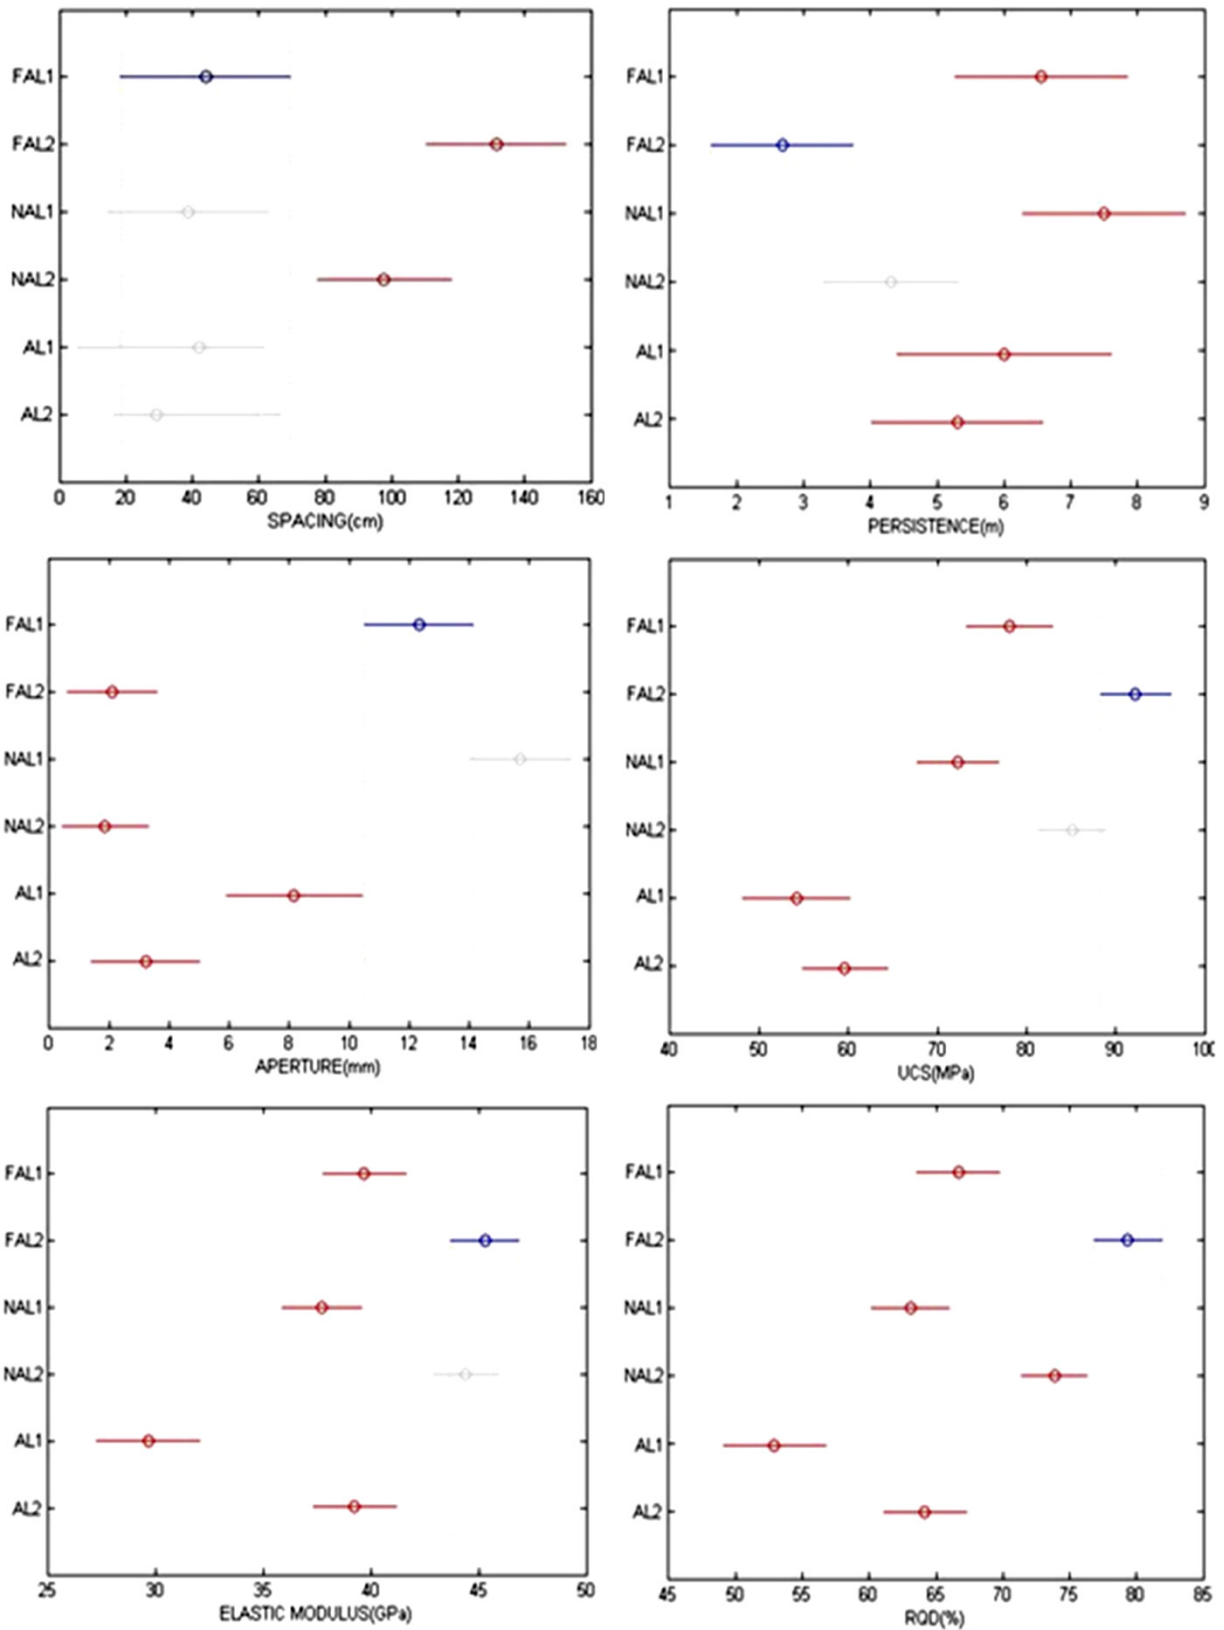 FAL1
FAL2
NAL1
NAL2
AL1
AL2
0 20 40 60 80 100 120 140 160
SPACING(cm)
FAL1
FAL2
NAL1
NAL2
AL1
AL2
1 2 3 4 5 6 7 8 9
PERSISTENCE(m)
FAL1
FAL2
NAL1
NAL2
AL1
AL2
0 2 4 6 8 10 12 14 16 18
APERTURE(mm)
FAL1
FAL2
NAL1
NAL2
AL1
AL2
40 50 60 70 80 90 100
UCS(MPa)
FAL1
FAL2
NAL1
NAL2
AL1
AL2
25 30 35 40 45 50
ELASTIC MODULUS(GPa)
FAL1
FAL2
NAL1
NAL2
AL1
AL2
45 50 55 60 65 70 75 80 85
RQD(%)